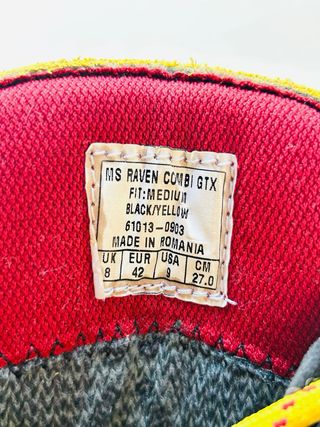 MS RAVEN COMBI GTX
FIT:MEDIUM
BLACK/YELLOW
61013-0903
MADE IN ROMANIA
UK EUR USA CM
8 42 9 27.0